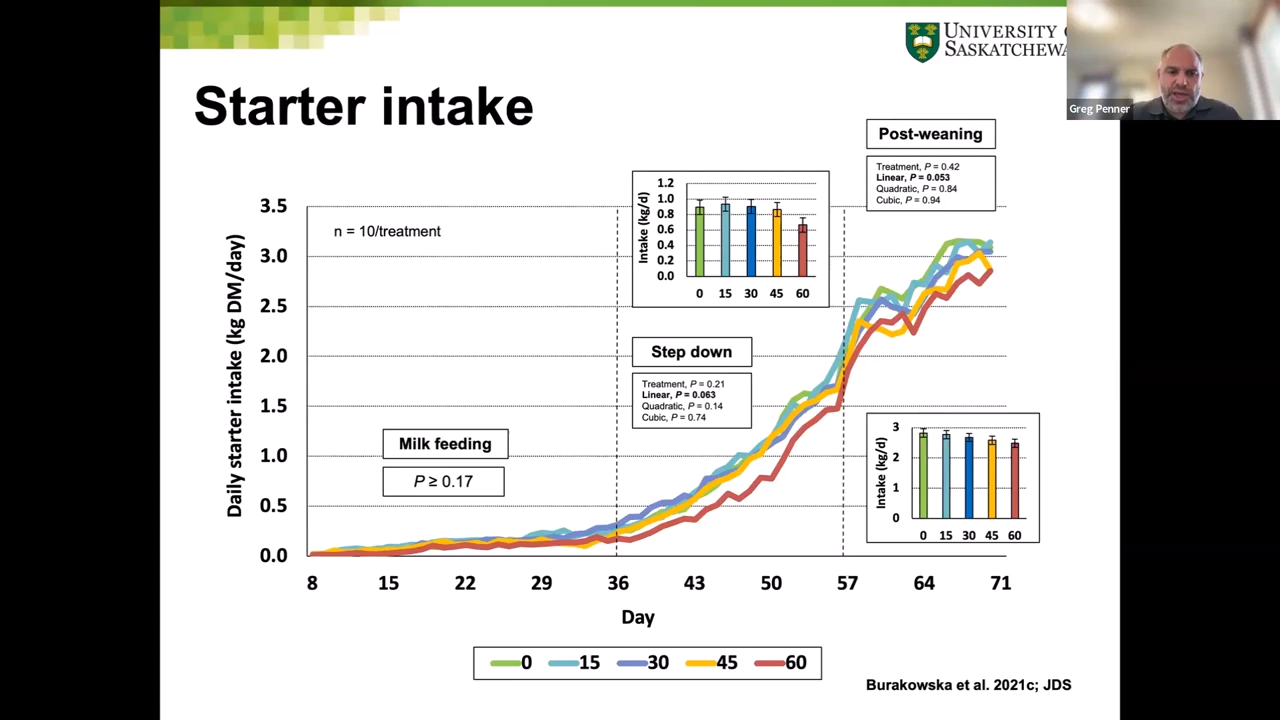 UNIVERSITY
SASKATCHEWA
Greg Penner
Starter intake
Post-weaning
Treatment, P = 0.42
Linear, P = 0.053
Quadratic, P = 0.84
Cubic, P = 0.94
Intake (kg/d)
1.2
1.0
0.8
0.6
0.4
0.2
0.0
0 15 30 45 60
n = 10/treatment
Step down
Treatment, P = 0.21
Linear, P = 0.063
Quadratic, P = 0.14
Cubic, P = 0.74
Milk feeding
P ≥ 0.17
Intake (kg/d)
3
2
1
0
0 15 30 45 60
Daily starter intake (kg DM/day)
3.5
3.0
2.5
2.0
1.5
1.0
0.5
0.0
8 15 22 29 36 43 50 57 64 71
Day
0 15 30 45 60
Burakowska et al. 2021c; JDS